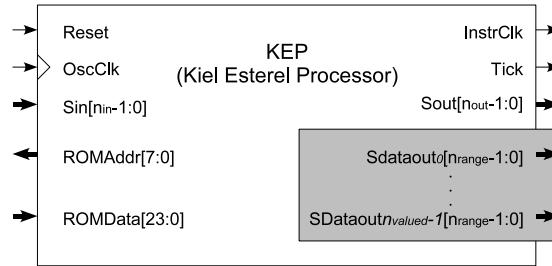 KEP
(Kiel Esterel Processor)
Reset
OscClk
Sin[nin-1:0]
ROMAddr[7:0]
ROMData[23:0]
InstrClk
Tick
Sout[nout-1:0]
Sdataout0[nrange-1:0]
.
.
.
SDataoutnvalued-1[nrange-1:0]